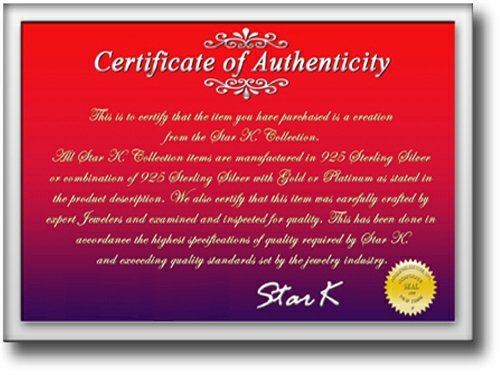 Certificate of Authenticity
This is to certify that the item you have purchased is a creation
from the Star K. Collection.
All Star K. Collection items are manufactured in 925 Sterling Silver
or combination of 925 Sterling Silver with Gold or Platinum as stated in
the product description. We also certify that this item was carefully crafted by
expert Jewelers and examined and inspected for quality. This has been done in
accordance the highest specifications of quality required by Star K.
and exceeding quality standards set by the jewelry industry.
Star K
SEAL